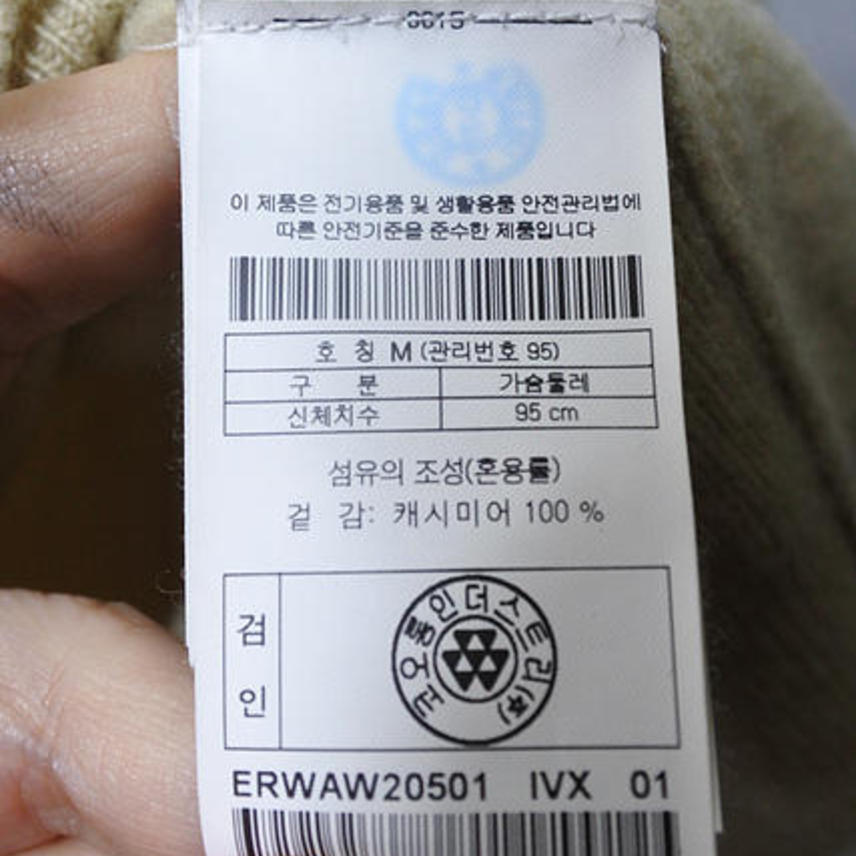 0015
이 제품은 전기용품 및 생활용품 안전관리법에
따른 안전기준을 준수한 제품입니다
호 칭 M (관리번호 95)
구 분 가슴둘레
신체치수 95 cm
섬유의 조성(혼용률)
겉 감: 캐시미어 100 %
검인
코오롱인더스트리(주)
ERWAW20501 IVX 01